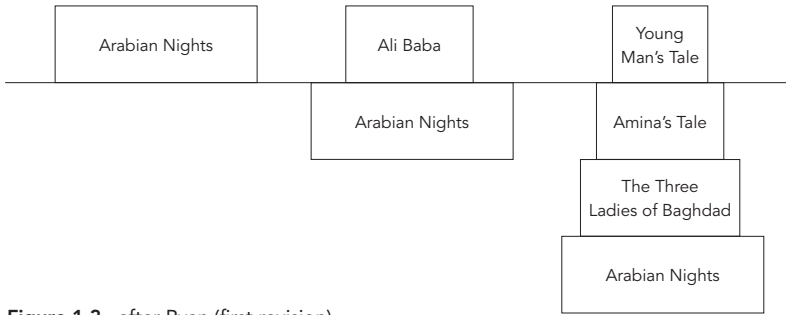 Arabian Nights
Ali Baba
Young
Man's Tale
Arabian Nights
Amina's Tale
The Three
Ladies of Baghdad
Arabian Nights
Figure 1.2 after Ryan (first revision)